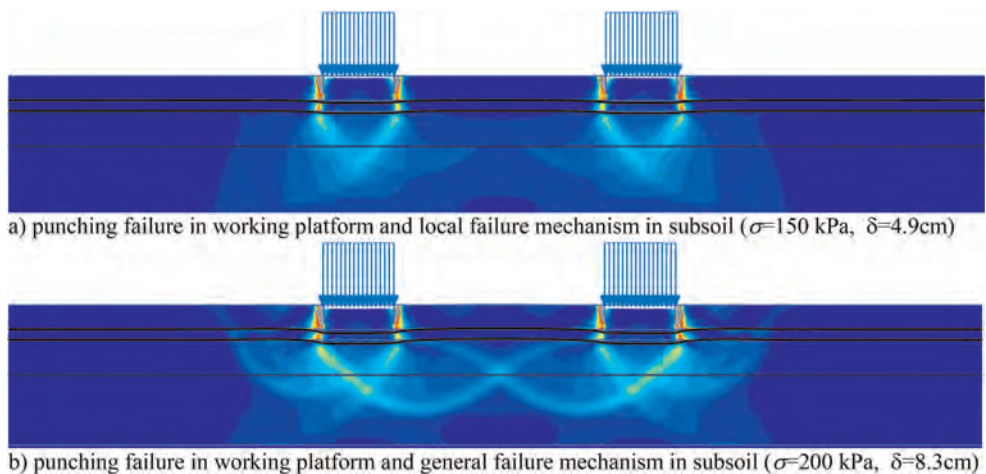 a) punching failure in working platform and local failure mechanism in subsoil (σ=150 kPa, δ=4.9cm)
b) punching failure in working platform and general failure mechanism in subsoil (σ=200 kPa, δ=8.3cm)